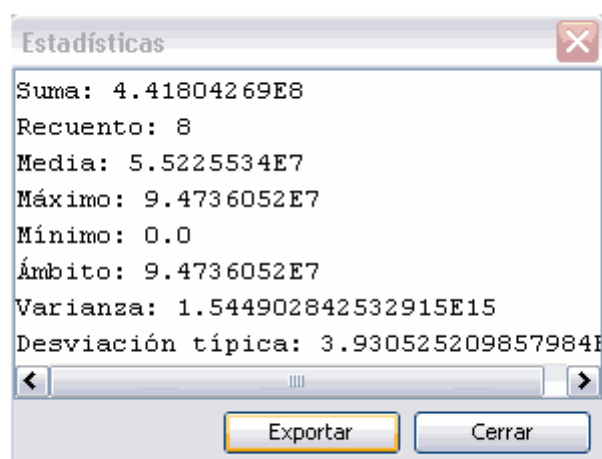 Estadísticas
Suma: 4.41804269E8
Recuento: 8
Media: 5.5225534E7
Máximo: 9.4736052E7
Mínimo: 0.0
Ámbito: 9.4736052E7
Varianza: 1.544902842532915E15
Desviación típica: 3.930525209857984E
Exportar Cerrar